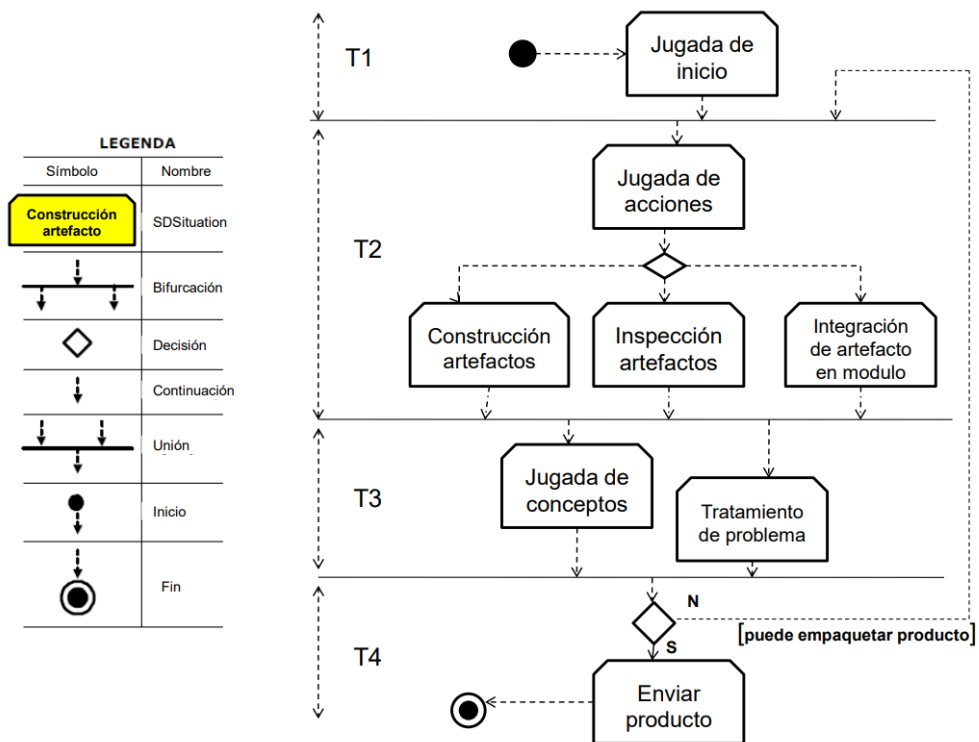 LEGENDA
Símbolo Nombre
Construcción
artefacto
SDSituation
Bifurcación
Decisión
Continuación
Unión
Inicio
Fin
T1
Jugada de
inicio
T2
Jugada de
acciones
Construcción
artefactos
Inspección
artefactos
Integración
de artefacto
en modulo
T3
Jugada de
conceptos
Tratamiento
de problema
T4
N
[puede empaquetar producto]
S
Enviar
producto